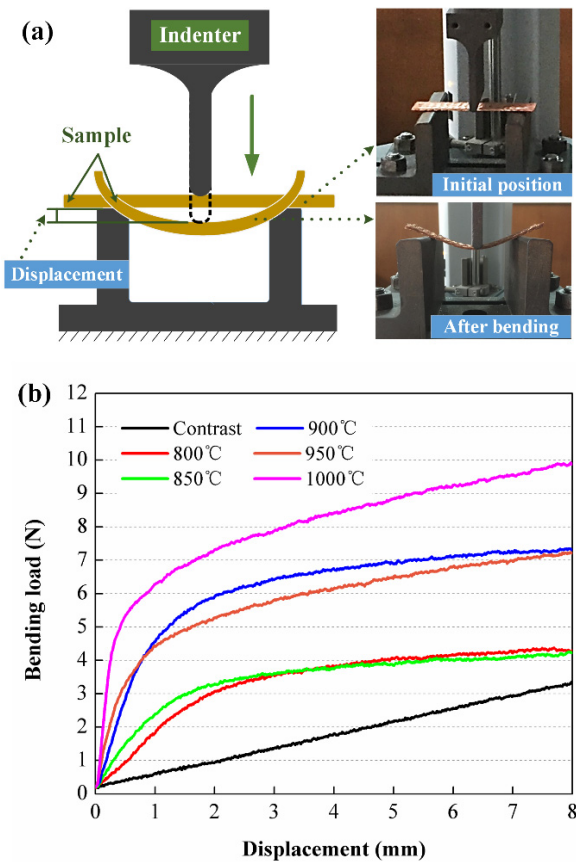 (a)
Indenter
Sample
Initial position
Displacement
After bending
(b)
12
11
10
9
8
7
6
5
4
3
2
1
0
Bending load (N)
Contrast
800℃
850℃
900℃
950℃
1000℃
0 1 2 3 4 5 6 7 8
Displacement (mm)